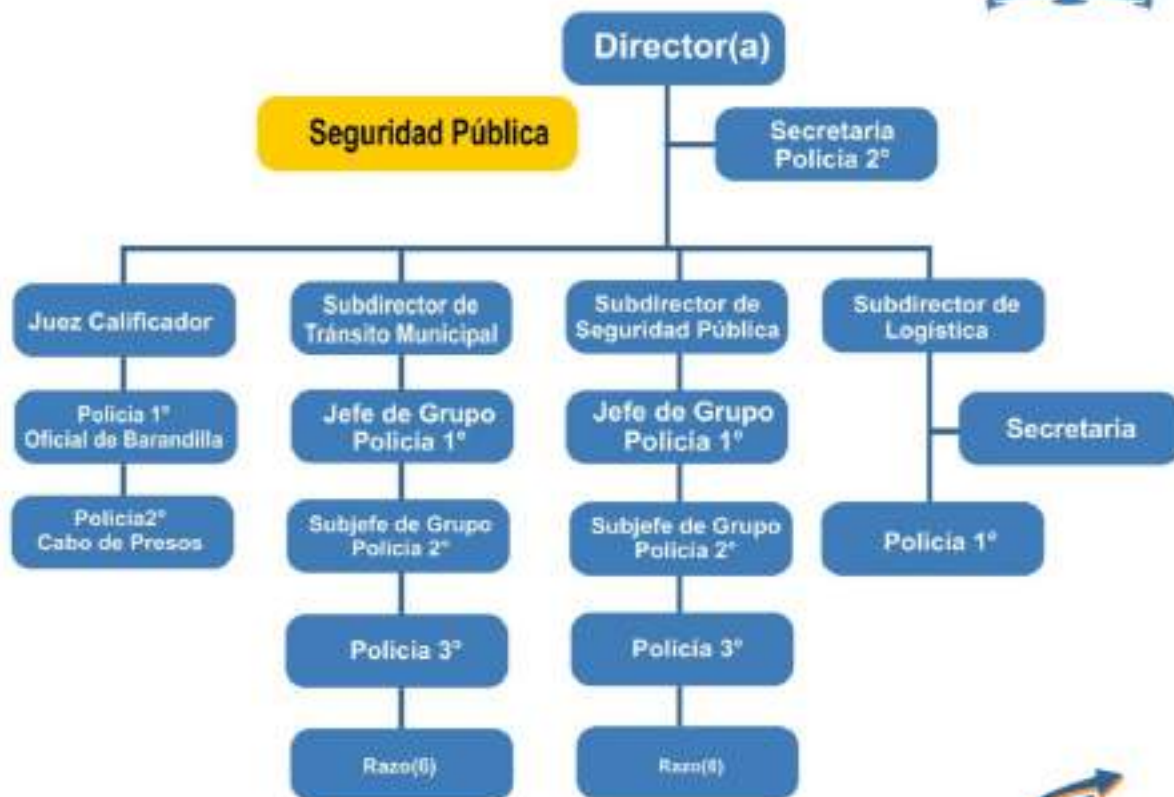 Director(a)
Seguridad Pública
Secretaria
Policia 2°
Juez Calificador
Subdirector de
Tránsito Municipal
Subdirector de
Seguridad Pública
Subdirector de
Logística
Policia 1°
Oficial de Barandilla
Jefe de Grupo
Policia 1°
Jefe de Grupo
Policia 1°
Secretaria
Policia2°
Cabo de Presos
Subjefe de Grupo
Policia 2°
Subjefe de Grupo
Policia 2°
Policía 1°
Policia 3°
Policía 3°
Razo(6)
Razo(6)